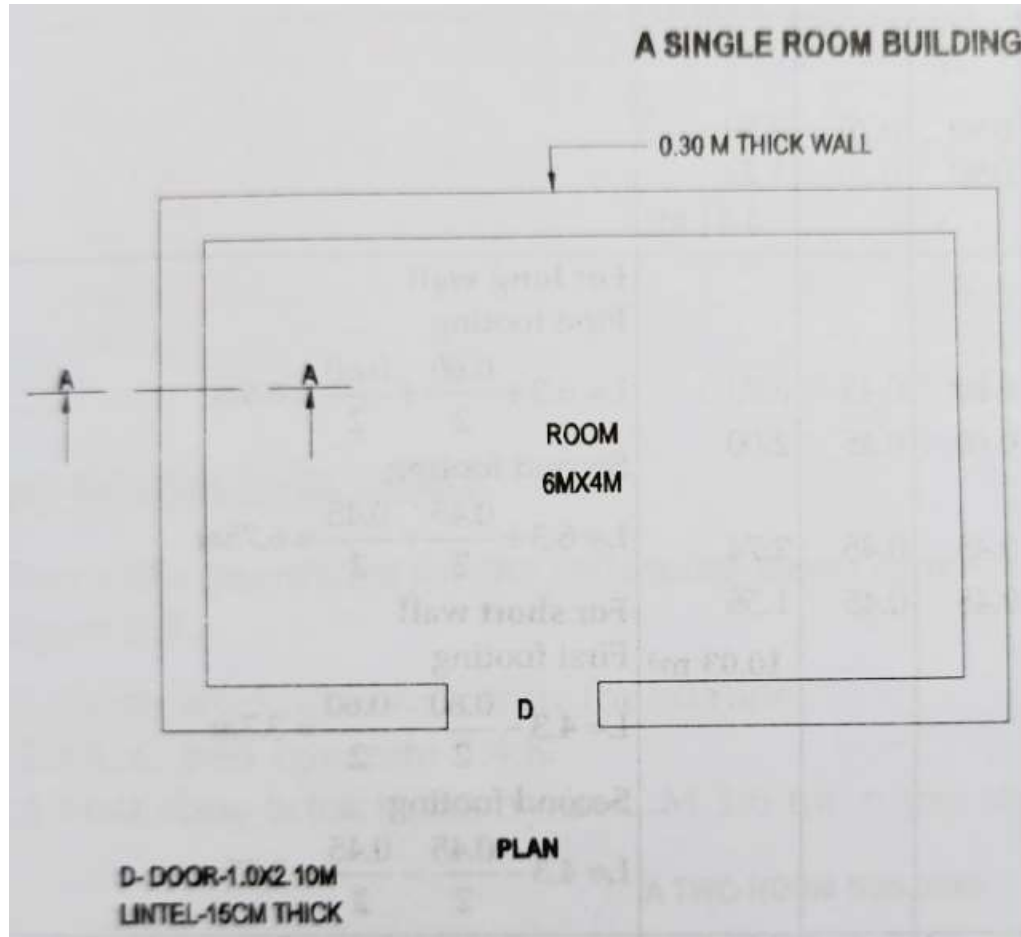 A SINGLE ROOM BUILDING
0.30 M THICK WALL
A
A
ROOM
6MX4M
D
PLAN
D- DOOR-1.0X2.10M
LINTEL-15CM THICK